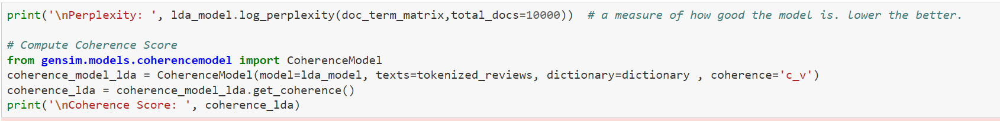 print('\nPerplexity: ', lda_model.log_perplexity(doc_term_matrix,total_docs=10000))  # a measure of how good the model is. lower the better.
# Compute Coherence Score
from gensim.models.coherencemodel import CoherenceModel
coherence_model_lda = CoherenceModel(model=lda_model, texts=tokenized_reviews, dictionary=dictionary , coherence='c_v')
coherence_lda = coherence_model_lda.get_coherence()
print('\nCoherence Score: ', coherence_lda)